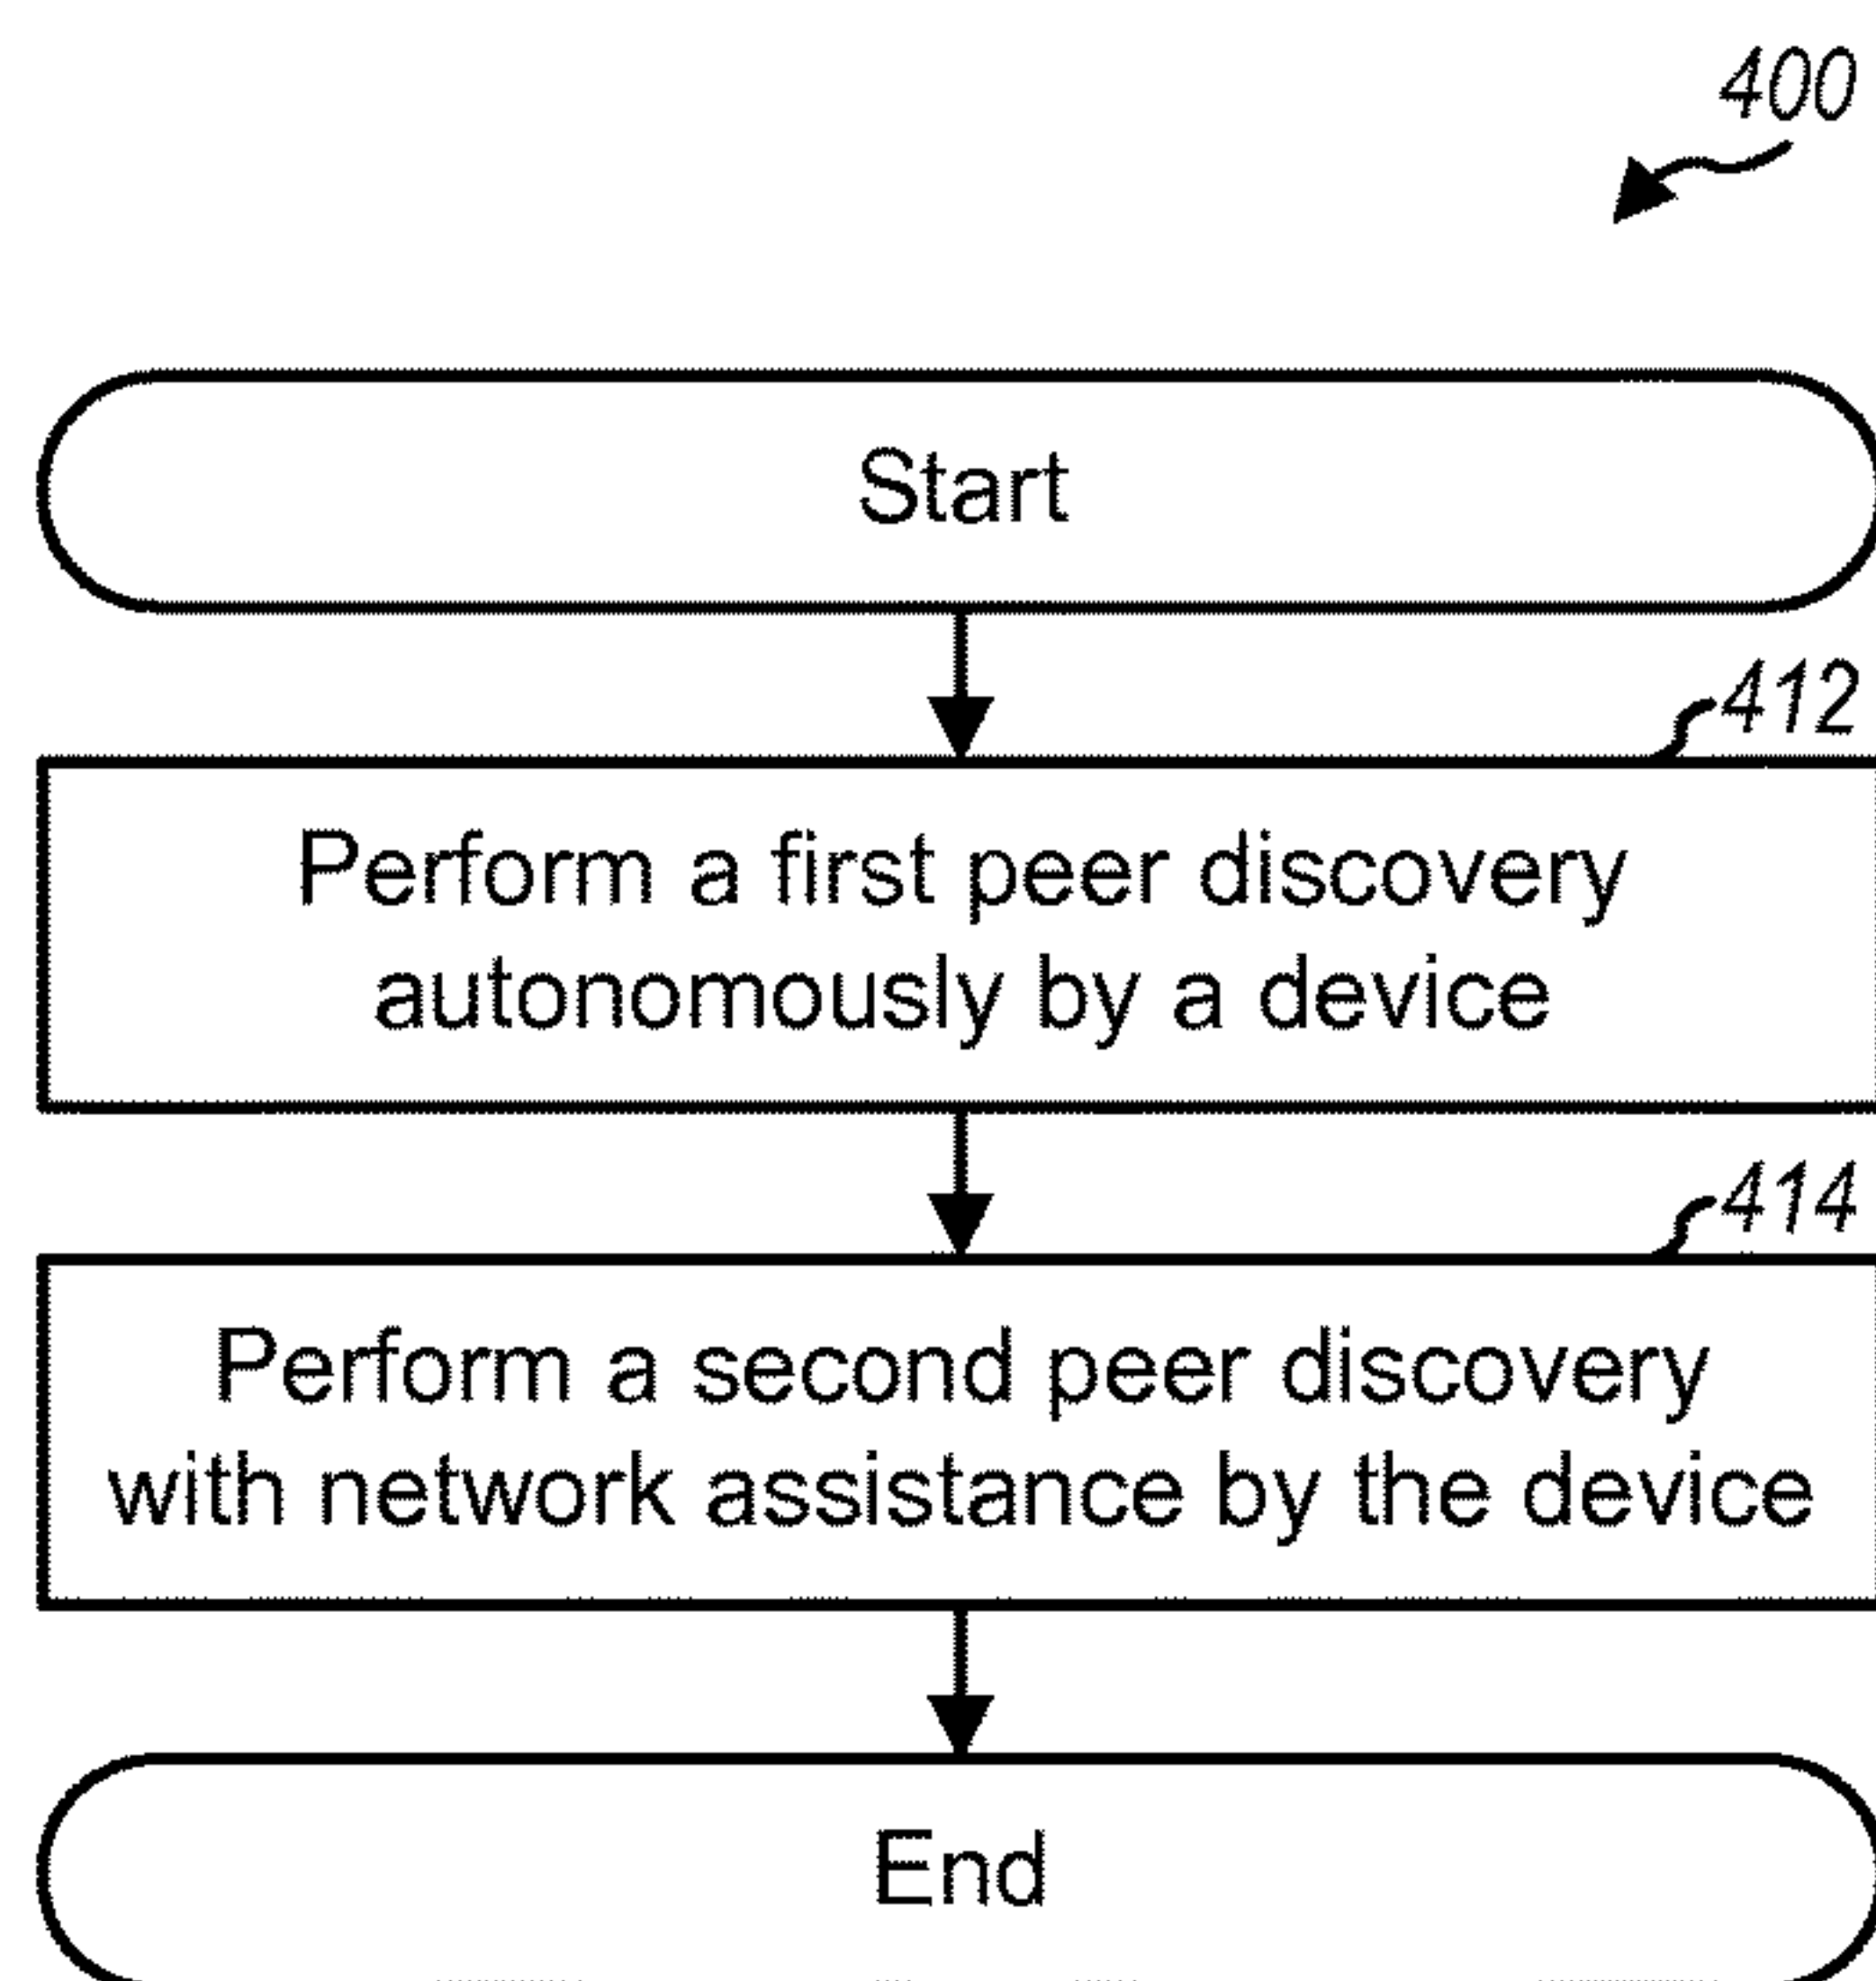 400
Start
412
Perform a first peer discovery
autonomously by a device
414
Perform a second peer discovery
with network assistance by the device
End